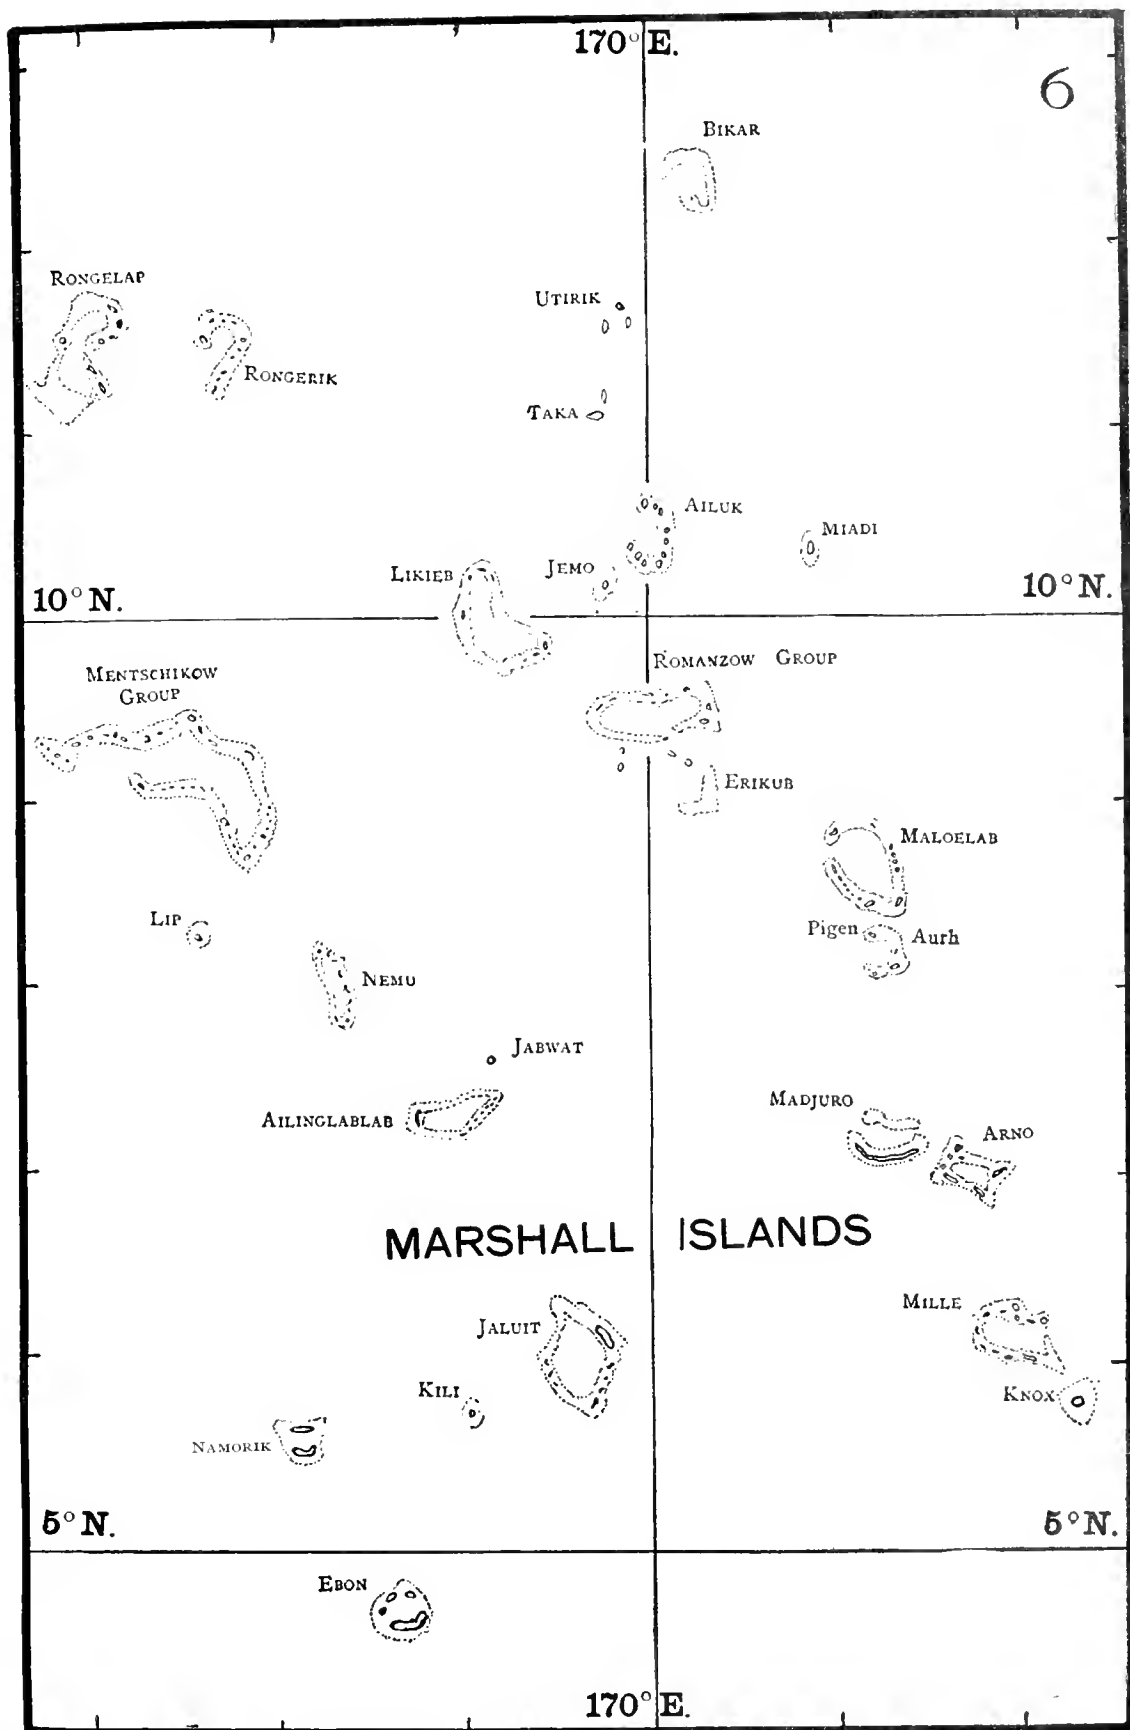 170° E.
6
BIKAR
RONGELAP
UTIRIK
RONGERIK
TAKA
AILUK
MIADI
LIKIEB
JEMO
10° N.
10° N.
ROMANZOW GROUP
MENTSCHIKOW
GROUP
ERIKUB
MALOELAB
LIP
Pigen
Aurh
NEMU
JABWAT
MADJURO
AILINGLABLAB
ARNO
MARSHALL ISLANDS
MILLE
JALUIT
KILI
KNOX
NAMORIK
5° N.
5° N.
EBON
170° E.